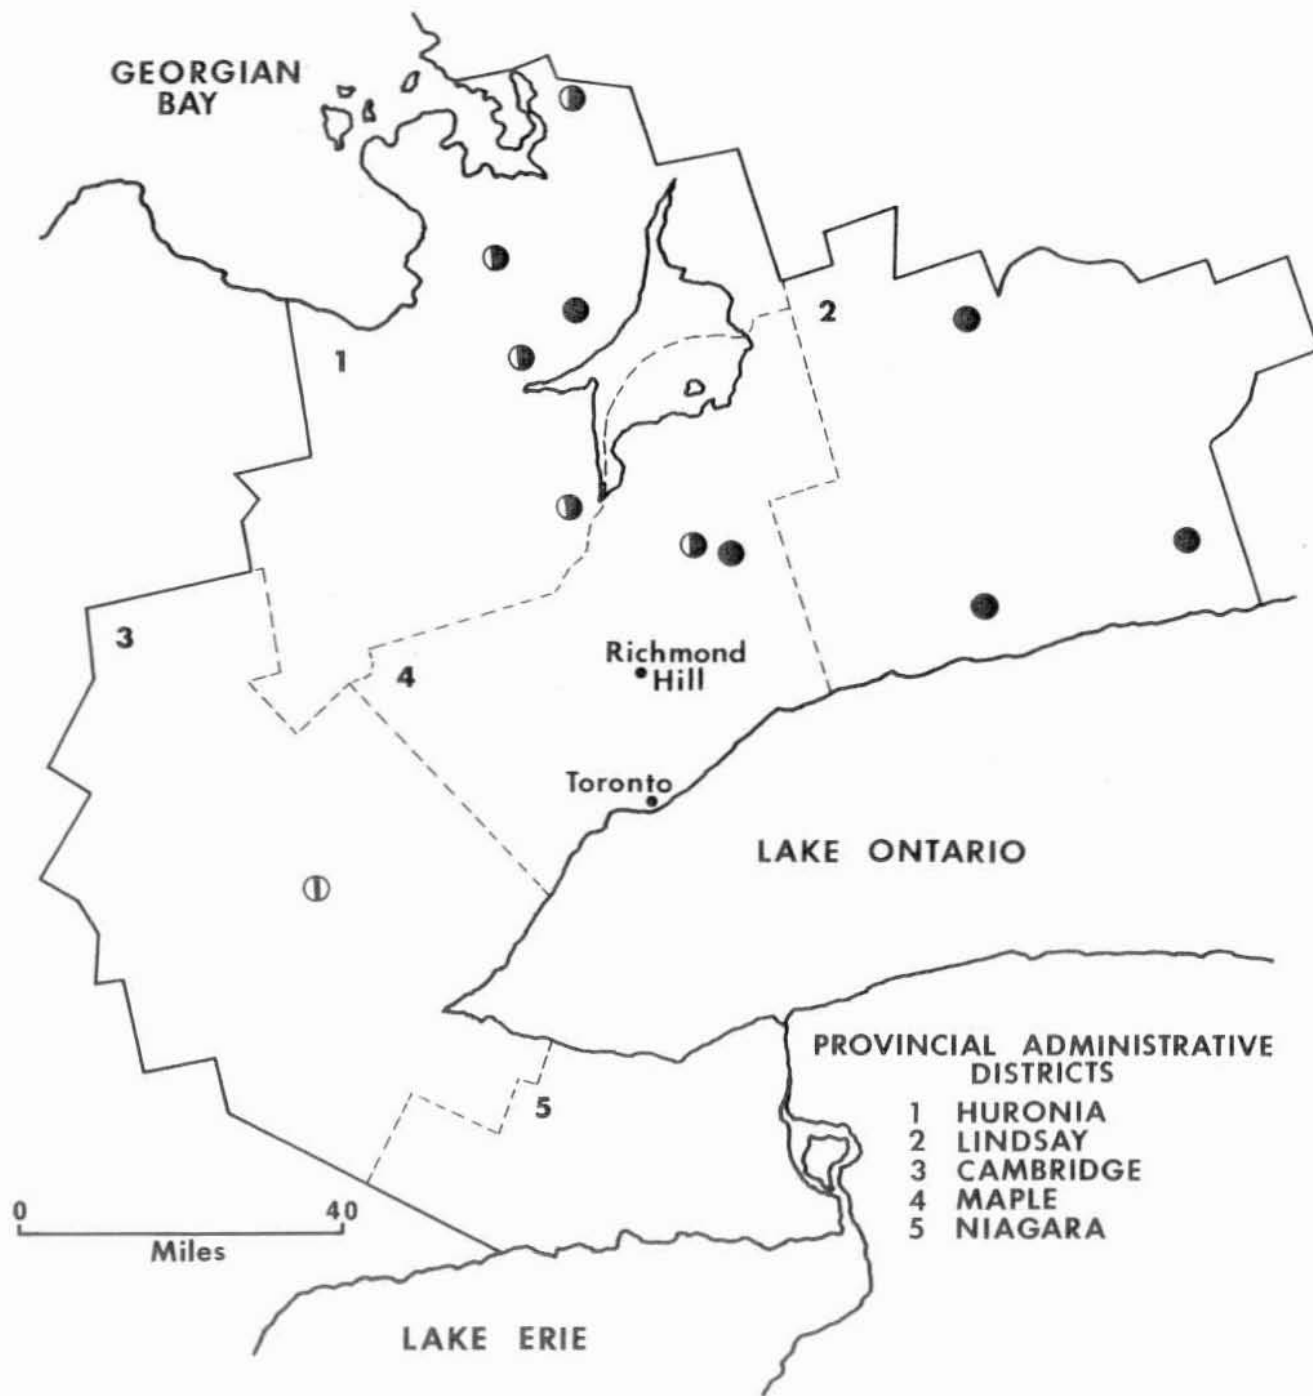 GEORGIAN
BAY
2
1
3
Richmond
Hill
4
Toronto
LAKE ONTARIO
PROVINCIAL ADMINISTRATIVE
DISTRICTS
5
1 HURONIA
2 LINDSAY
3 CAMBRIDGE
4 MAPLE
5 NIAGARA
0 40
Miles
LAKE ERIE